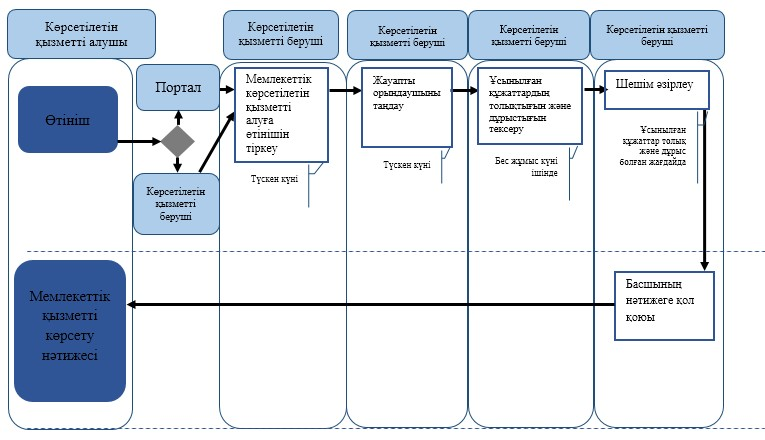 Көрсетілетін
қызметті алушы
Көрсетілетін
қызметті беруші
Көрсетілетін
қызметті беруші
Көрсетілетін
қызметті беруші
Көрсетілетін қызметті
беруші
Өтініш
Портал
Көрсетілетін
қызметті
беруші
Мемлекеттік
көрсетілетін
қызметті
алуға
өтінішін
тіркеу
Түскен күні
Жауапты
орындаушыны
таңдау
Түскен күні
Ұсынылған
құжаттардың
толықтығын және
дұрыстығын
тексеру
Бес жұмыс күні
ішінде
Шешім әзірлеу
Ұсынылған
құжаттар толық
және дұрыс
болған жағдайда
Мемлекеттік
қызметті
көрсету
нәтижесі
Басшының
нәтижеге қол
қоюы